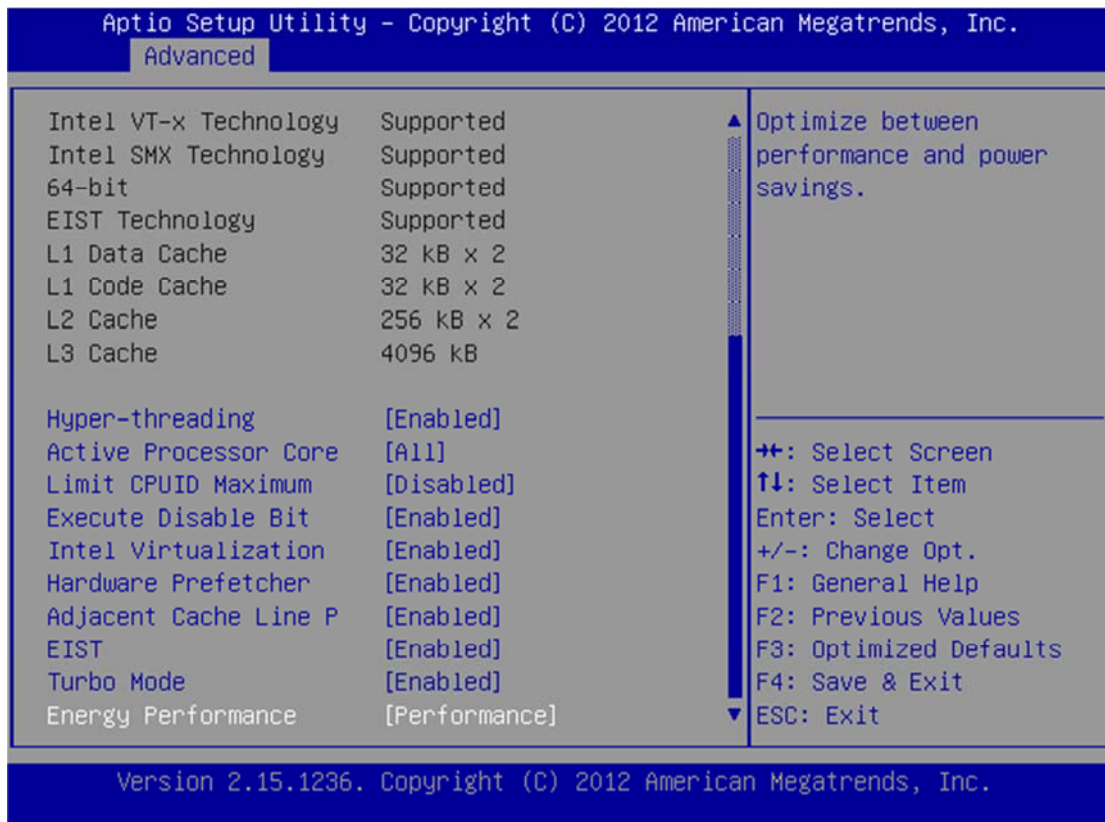 Aptio Setup Utility – Copyright (C) 2012 American Megatrends, Inc.
Advanced
Intel VT-x Technology Supported
Intel SMX Technology Supported
64-bit Supported
EIST Technology Supported
L1 Data Cache 32 kB x 2
L1 Code Cache 32 kB x 2
L2 Cache 256 kB x 2
L3 Cache 4096 kB
Hyper-threading [Enabled]
Active Processor Core [All]
Limit CPUID Maximum [Disabled]
Execute Disable Bit [Enabled]
Intel Virtualization [Enabled]
Hardware Prefetcher [Enabled]
Adjacent Cache Line P [Enabled]
EIST [Enabled]
Turbo Mode [Enabled]
Energy Performance [Performance]
Optimize between
performance and power
savings.
→←: Select Screen
↑↓: Select Item
Enter: Select
+/-: Change Opt.
F1: General Help
F2: Previous Values
F3: Optimized Defaults
F4: Save & Exit
ESC: Exit
Version 2.15.1236. Copyright (C) 2012 American Megatrends, Inc.